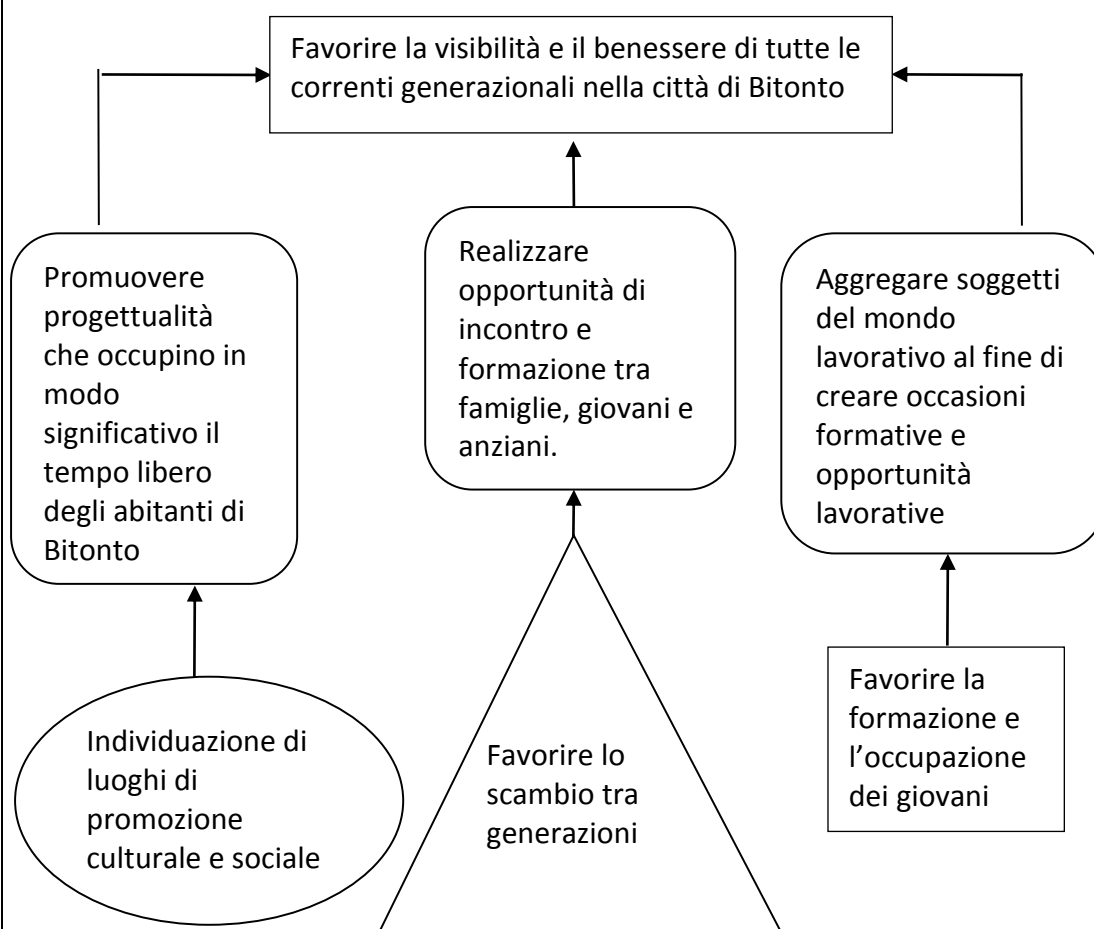 Favorire la visibilità e il benessere di tutte le
correnti generazionali nella città di Bitonto
Promuovere
progettualità
che occupino in
modo
significativo il
tempo libero
degli abitanti di
Bitonto
Realizzare
opportunità di
incontro e
formazione tra
famiglie, giovani e
anziani.
Aggregare soggetti
del mondo
lavorativo al fine di
creare occasioni
formative e
opportunità
lavorative
Individuazione di
luoghi di
promozione
culturale e sociale
Favorire lo
scambio tra
generazioni
Favorire la
formazione e
l’occupazione
dei giovani